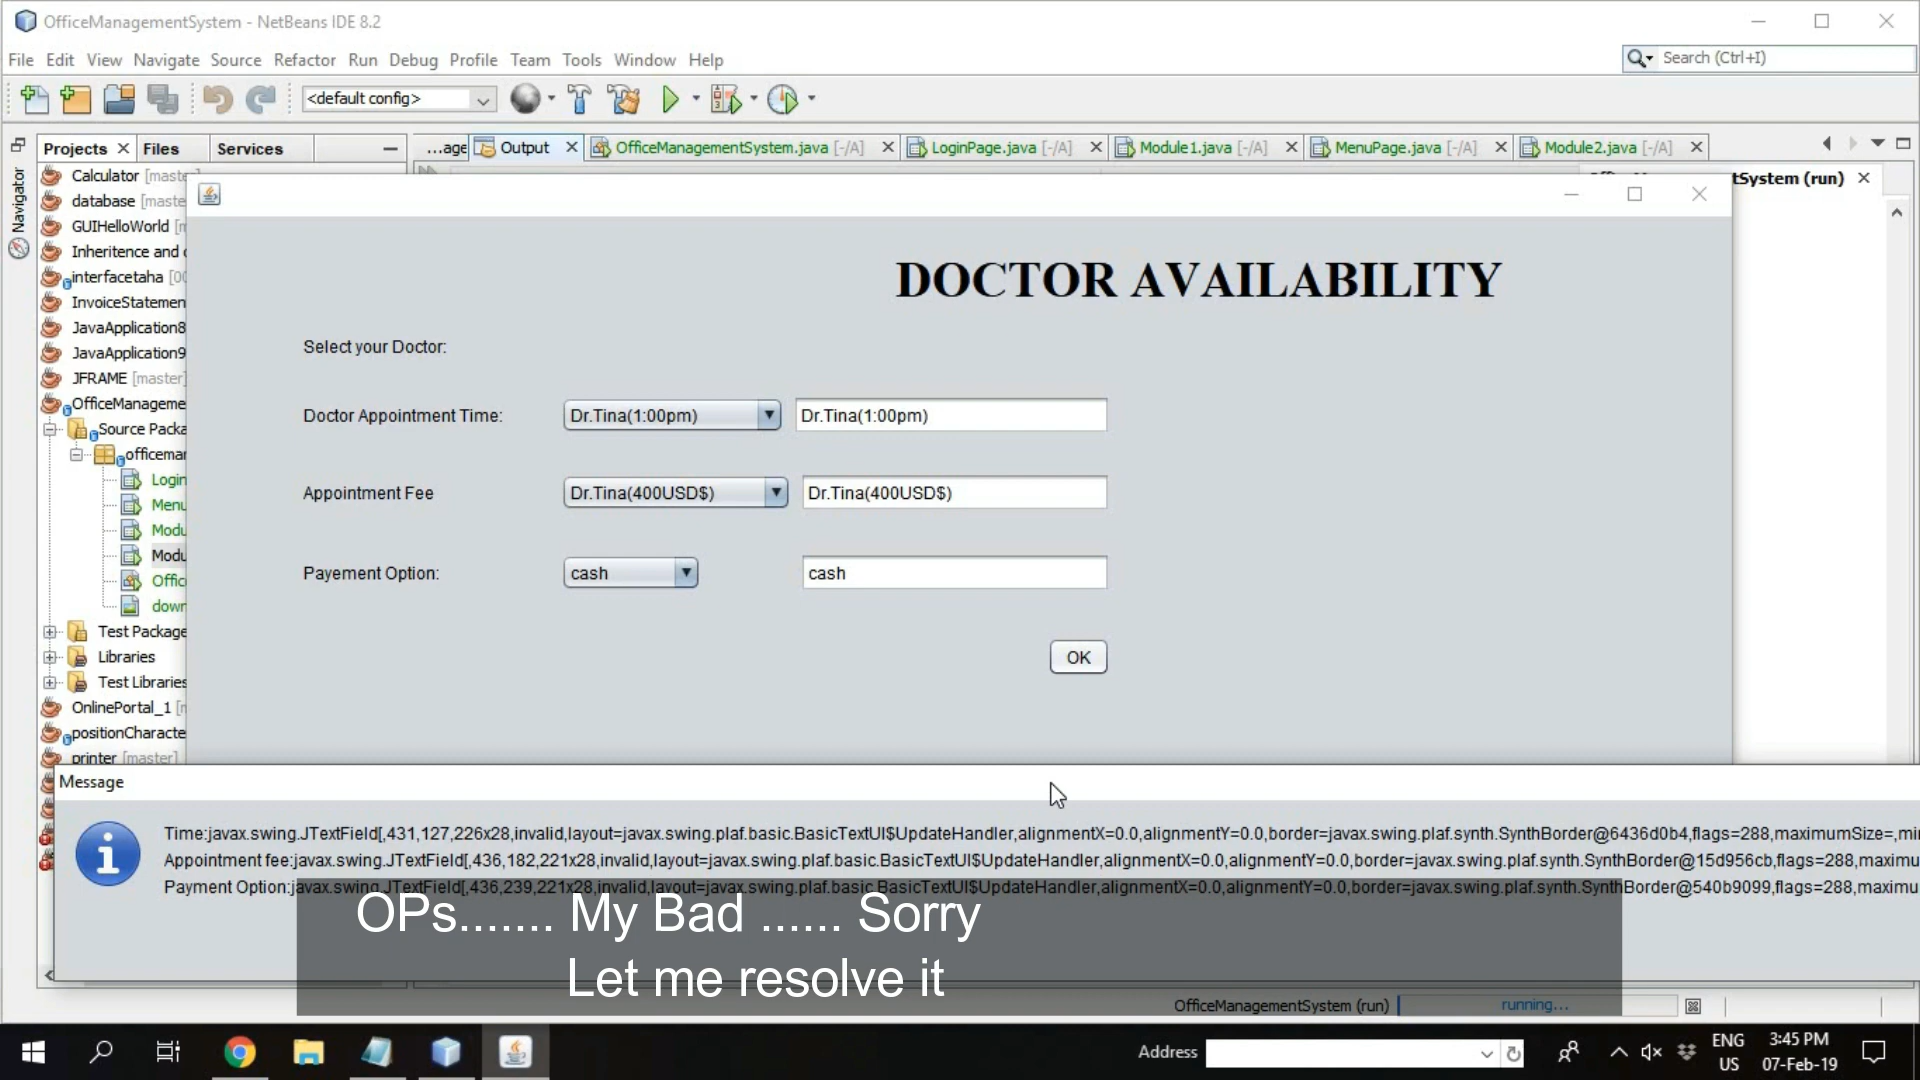 OfficeManagementSystem - NetBeans IDE 8.2
File Edit View Navigate Source Refactor Run Debug Profile Team Tools Window Help
Search (Ctrl+I)
<default config>
Projects Files Services
...age Output OfficeManagementSystem.java [-/A] LoginPage.java [-/A] Module1.java [-/A] MenuPage.java [-/A] Module2.java [-/A]
Navigator
tSystem (run)
Calculator [maste
database [maste
GUIHelloWorld [
Inheritence and
interfacetaha [00
InvoiceStatemen
JavaApplication8
JavaApplication9
JFRAME [master]
OfficeManageme
Source Packa
officemar
Login
Menu
Modu
Modu
Offic
down
Test Package
Libraries
Test Libraries
OnlinePortal_1
positionCharacte
printer [master]
DOCTOR AVAILABILITY
Select your Doctor:
Doctor Appointment Time: Dr.Tina(1:00pm) Dr.Tina(1:00pm)
Appointment Fee Dr.Tina(400USD$) Dr.Tina(400USD$)
Payement Option: cash cash
OK
Message
Time:javax.swing.JTextField[,431,127,226x28,invalid,layout=javax.swing.plaf.basic.BasicTextUI$UpdateHandler,alignmentX=0.0,alignmentY=0.0,border=javax.swing.plaf.synth.SynthBorder@6436d0b4,flags=288,maximumSize=,mi
Appointment fee:javax.swing.JTextField[,436,182,221x28,invalid,layout=javax.swing.plaf.basic.BasicTextUI$UpdateHandler,alignmentX=0.0,alignmentY=0.0,border=javax.swing.plaf.synth.SynthBorder@15d956cb,flags=288,maximu
Payment Option:javax.swing.JTextField[,436,239,221x28,invalid,layout=javax.swing.plaf.basic.BasicTextUI$UpdateHandler,alignmentX=0.0,alignmentY=0.0,border=javax.swing.plaf.synth.SynthBorder@540b9099,flags=288,maximu
OPs....... My Bad ...... Sorry
Let me resolve it
OfficeManagementSystem (run) running...
Address
ENG
US
3:45 PM
07-Feb-19